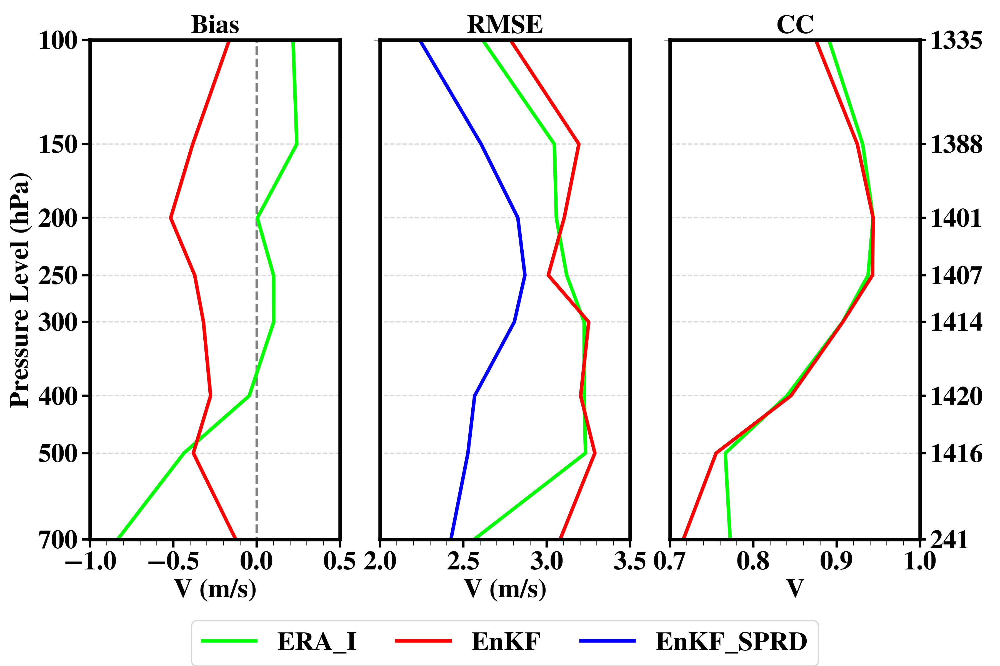 Bias RMSE CC
Pressure Level (hPa)
100 1335
150 1388
200 1401
250 1407
300 1414
400 1420
500 1416
700 241
−1.0 −0.5 0.0 0.5 2.0 2.5 3.0 3.5 0.7 0.8 0.9 1.0
V (m/s) V (m/s) V
ERA_I EnKF EnKF_SPRD